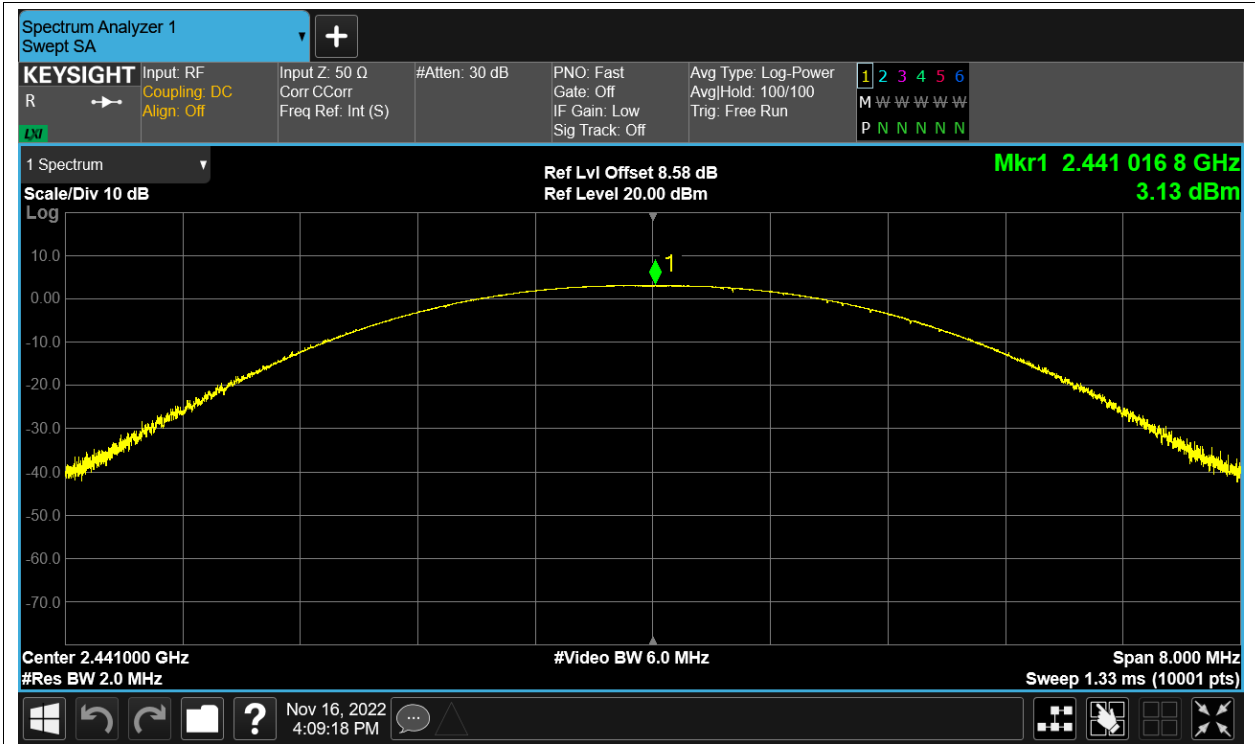 Spectrum Analyzer 1
Swept SA
KEYSIGHT
R
LXI
Input: RF
Coupling: DC
Align: Off
Input Z: 50 Ω
Corr CCorr
Freq Ref: Int (S)
#Atten: 30 dB
PNO: Fast
Gate: Off
IF Gain: Low
Sig Track: Off
Avg Type: Log-Power
Avg|Hold: 100/100
Trig: Free Run
1 2 3 4 5 6
M W W W W W W
P N N N N N N
1 Spectrum
Scale/Div 10 dB
Log
Ref Lvl Offset 8.58 dB
Ref Level 20.00 dBm
Mkr1 2.441 016 8 GHz
3.13 dBm
1
10.0
0.00
-10.0
-20.0
-30.0
-40.0
-50.0
-60.0
-70.0
Center 2.441000 GHz
#Res BW 2.0 MHz
#Video BW 6.0 MHz
Span 8.000 MHz
Sweep 1.33 ms (10001 pts)
?
Nov 16, 2022
4:09:18 PM